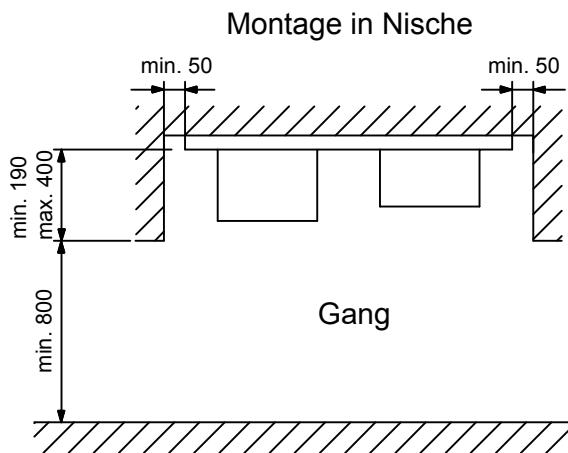 Montage in Nische
min. 50
min. 50
min. 190
max. 400
min. 800
Gang